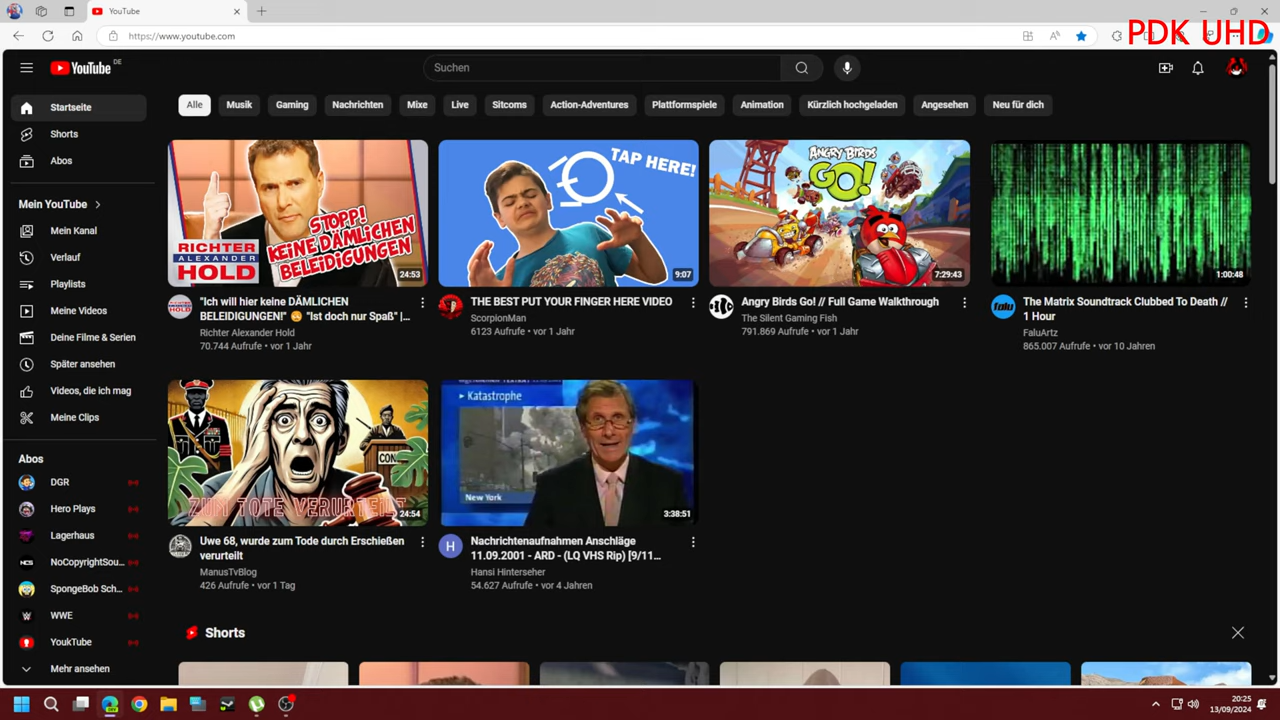 YouTube
https://www.youtube.com
PDK UHD
YouTube DE
Suchen
Alle
Musik
Gaming
Nachrichten
Mixe
Live
Sitcoms
Action-Adventures
Plattformspiele
Animation
Kürzlich hochgeladen
Angesehen
Neu für dich
Startseite
Shorts
Abos
Mein YouTube
Mein Kanal
Verlauf
Playlists
Meine Videos
Deine Filme & Serien
Später ansehen
Videos, die ich mag
Meine Clips
Abos
DGR
Hero Plays
Lagerhaus
NoCopyrightSou...
SpongeBob Sch...
WWE
YoukTube
Mehr ansehen
STOPP!
KEINE DÄMLICHEN
BELEIDIGUNGEN
RICHTER
ALEXANDER
HOLD
24:53
"Ich will hier keine DÄMLICHEN
BELEIDIGUNGEN!" "Ist doch nur Spaß" |...
Richter Alexander Hold
70.744 Aufrufe • vor 1 Jahr
TAP HERE!
9:07
THE BEST PUT YOUR FINGER HERE VIDEO
ScorpionMan
6123 Aufrufe • vor 1 Jahr
ANGRY BIRDS
GO!
7:29:43
Angry Birds Go! // Full Game Walkthrough
The Silent Gaming Fish
791.869 Aufrufe • vor 1 Jahr
1:00:48
The Matrix Soundtrack Clubbed To Death //
1 Hour
FaluArtz
865.007 Aufrufe • vor 10 Jahren
CON
ZUM TOTE VERURTEILT
24:54
Uwe 68, wurde zum Tode durch Erschießen
verurteilt
ManusTvBlog
426 Aufrufe • vor 1 Tag
Katastrophe
New York
3:38:51
Nachrichtenaufnahmen Anschläge
11.09.2001 - ARD - (LQ VHS Rip) [9/11...
Hansi Hinterseher
54.627 Aufrufe • vor 4 Jahren
Shorts
20:25
13/09/2024